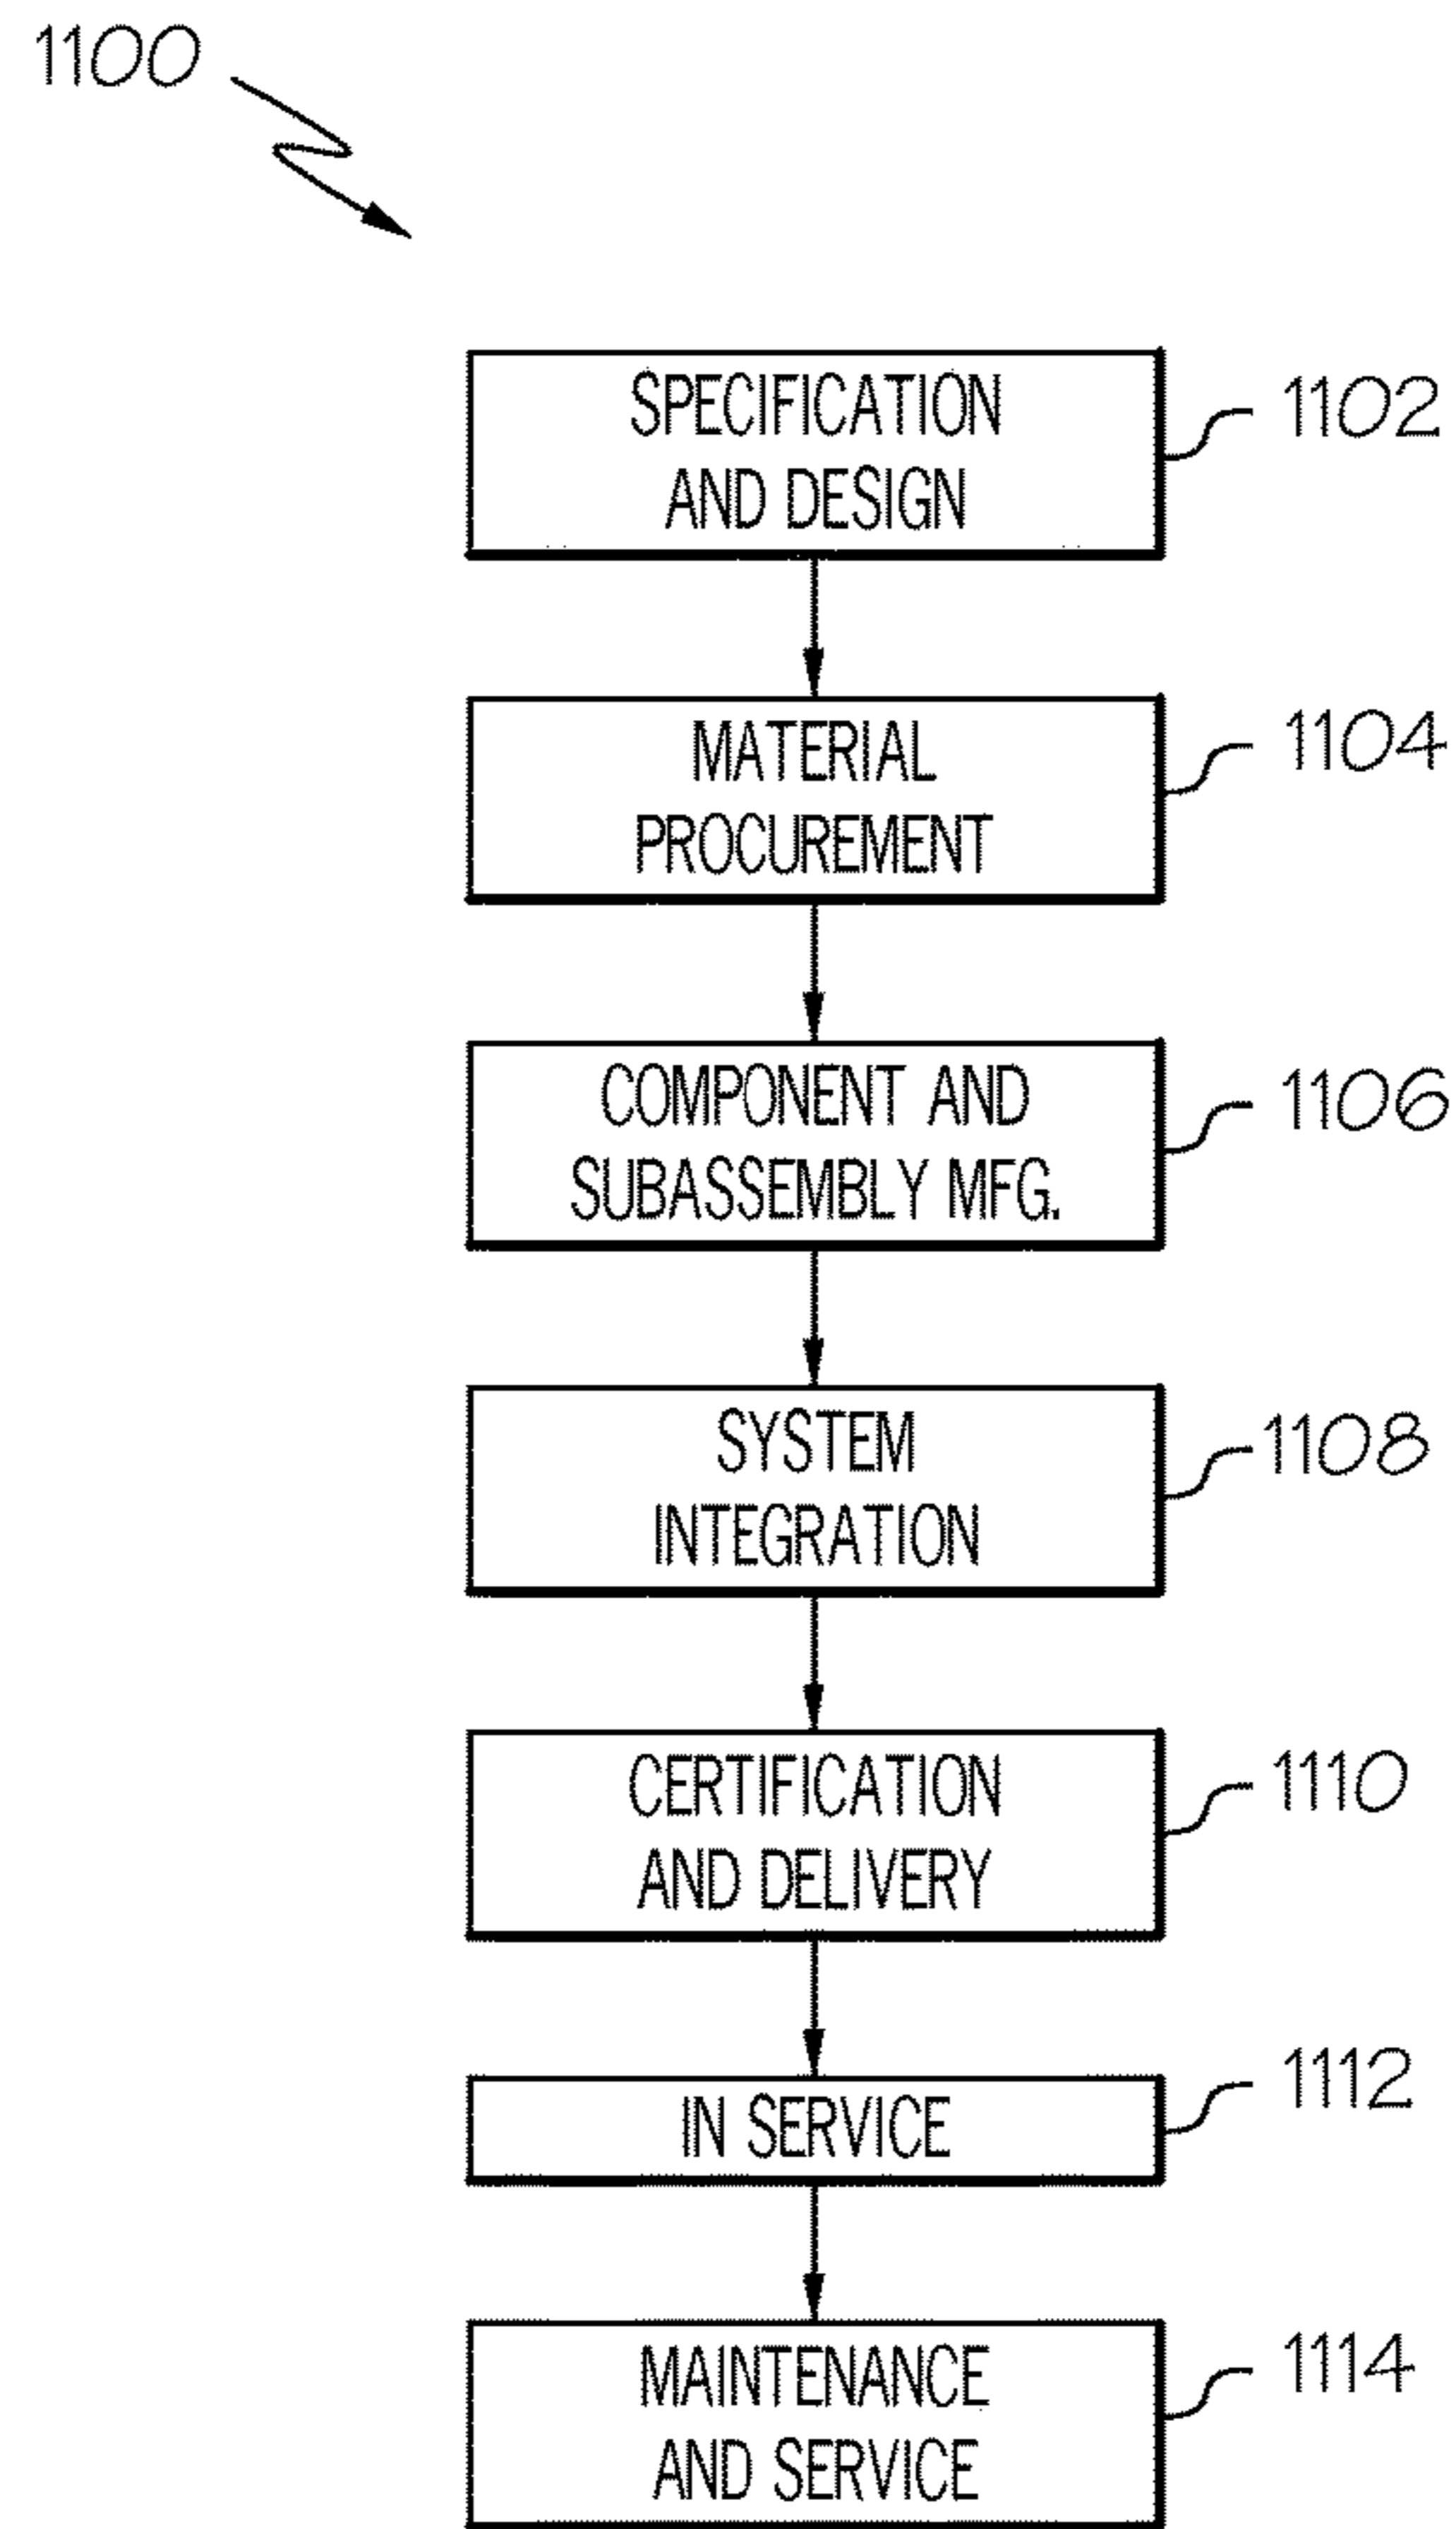 1100
SPECIFICATION
AND DESIGN
1102
MATERIAL
PROCUREMENT
1104
COMPONENT AND
SUBASSEMBLY MFG.
1106
SYSTEM
INTEGRATION
1108
CERTIFICATION
AND DELIVERY
1110
IN SERVICE
1112
MAINTENANCE
AND SERVICE
1114